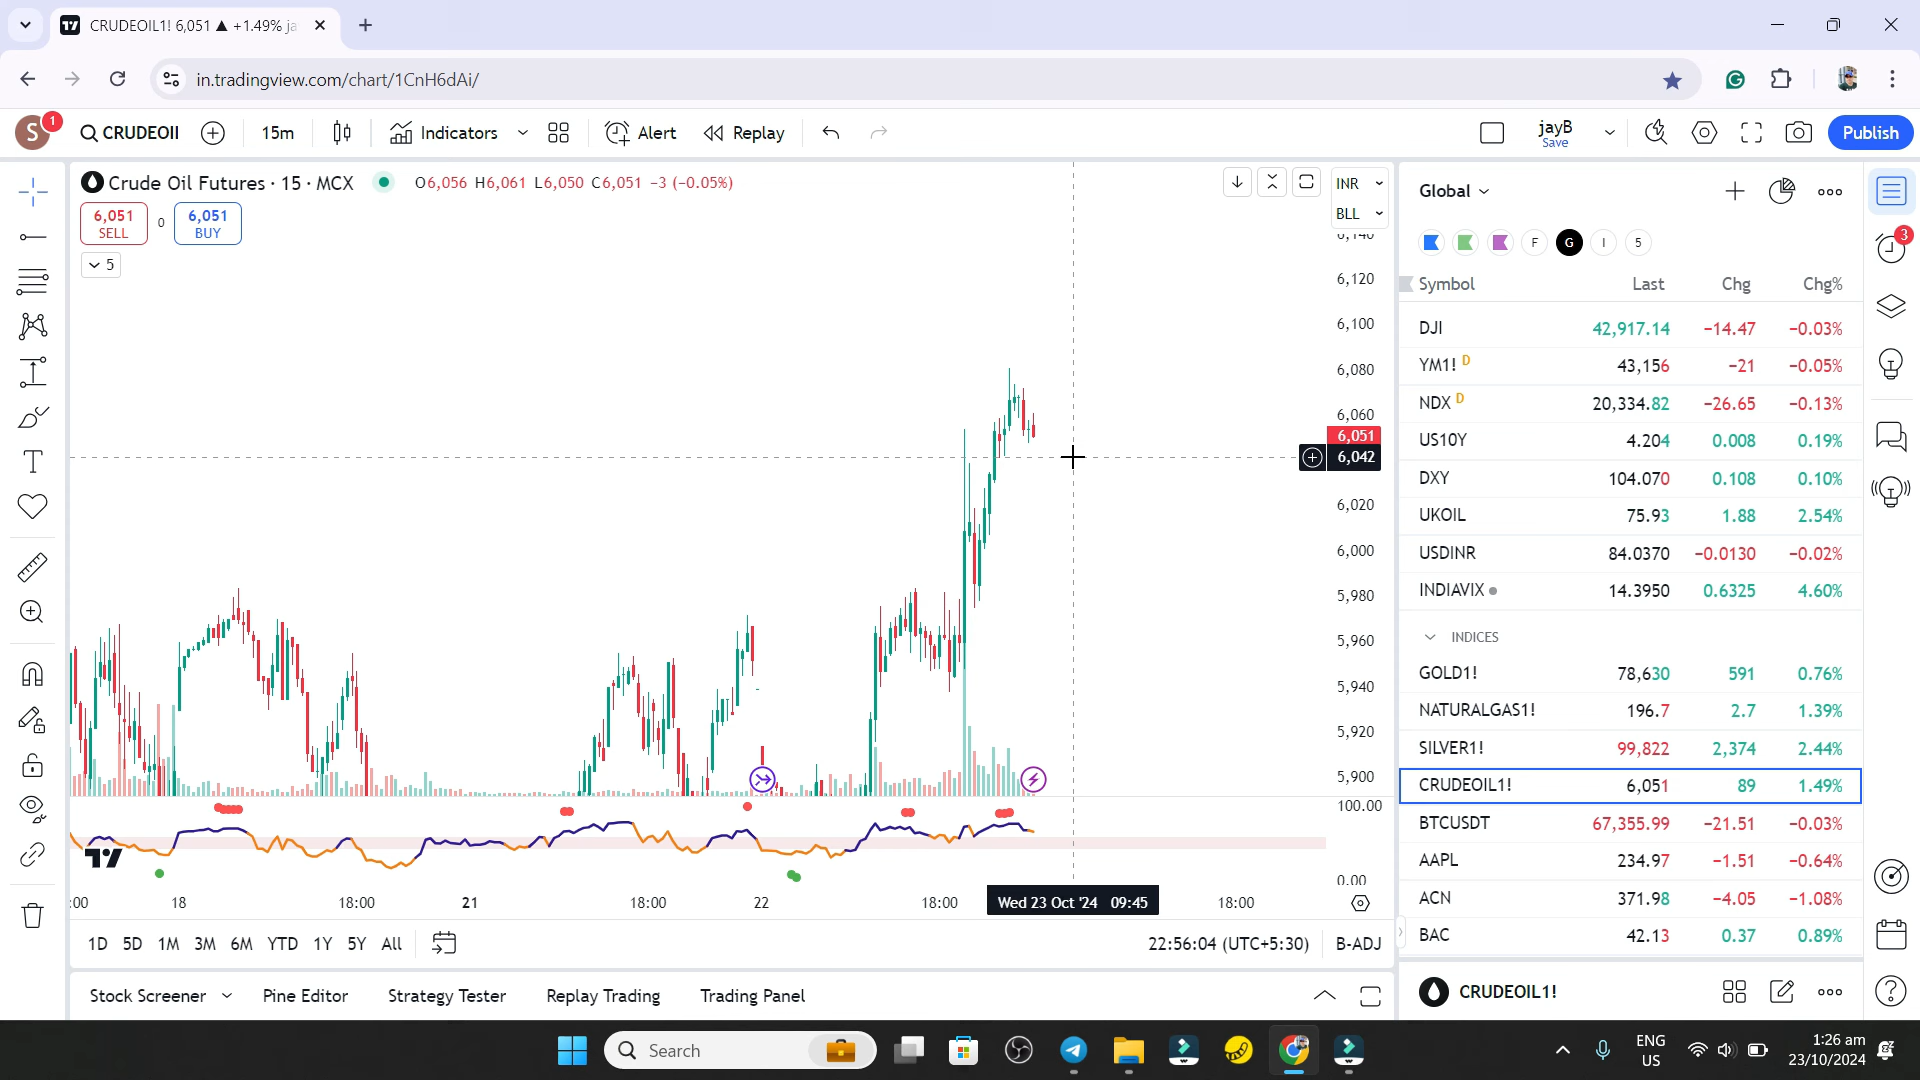 CRUDEOIL1! 6,051 ▲ +1.49% ja
in.tradingview.com/chart/1CnH6dAi/
S 1 CRUDEOI1 15m Indicators Alert Replay jayB Save Publish
Crude Oil Futures · 15 · MCX O6,056 H6,061 L6,050 C6,051 −3 (−0.05%)
6,051 SELL 0 6,051 BUY
5
INR
BLL
6,140
6,120
6,100
6,080
6,060
6,051
6,042
6,020
6,000
5,980
5,960
5,940
5,920
5,900
100.00
0.00
:00 18 18:00 21 18:00 22 18:00 Wed 23 Oct '24 09:45 18:00
1D 5D 1M 3M 6M YTD 1Y 5Y All 22:56:04 (UTC+5:30) B-ADJ
Stock Screener Pine Editor Strategy Tester Replay Trading Trading Panel
Global
F G I 5
3
Symbol Last Chg Chg%
DJI 42,917.14 −14.47 −0.03%
YM1! D 43,156 −21 −0.05%
NDX D 20,334.82 −26.65 −0.13%
US10Y 4.204 0.008 0.19%
DXY 104.070 0.108 0.10%
UKOIL 75.93 1.88 2.54%
USDINR 84.0370 −0.0130 −0.02%
INDIAVIX 14.3950 0.6325 4.60%
INDICES
GOLD1! 78,630 591 0.76%
NATURALGAS1! 196.7 2.7 1.39%
SILVER1! 99,822 2,374 2.44%
CRUDEOIL1! 6,051 89 1.49%
BTCUSDT 67,355.99 −21.51 −0.03%
AAPL 234.97 −1.51 −0.64%
ACN 371.98 −4.05 −1.08%
BAC 42.13 0.37 0.89%
CRUDEOIL1!
Search
ENG
US
1:26 am
23/10/2024